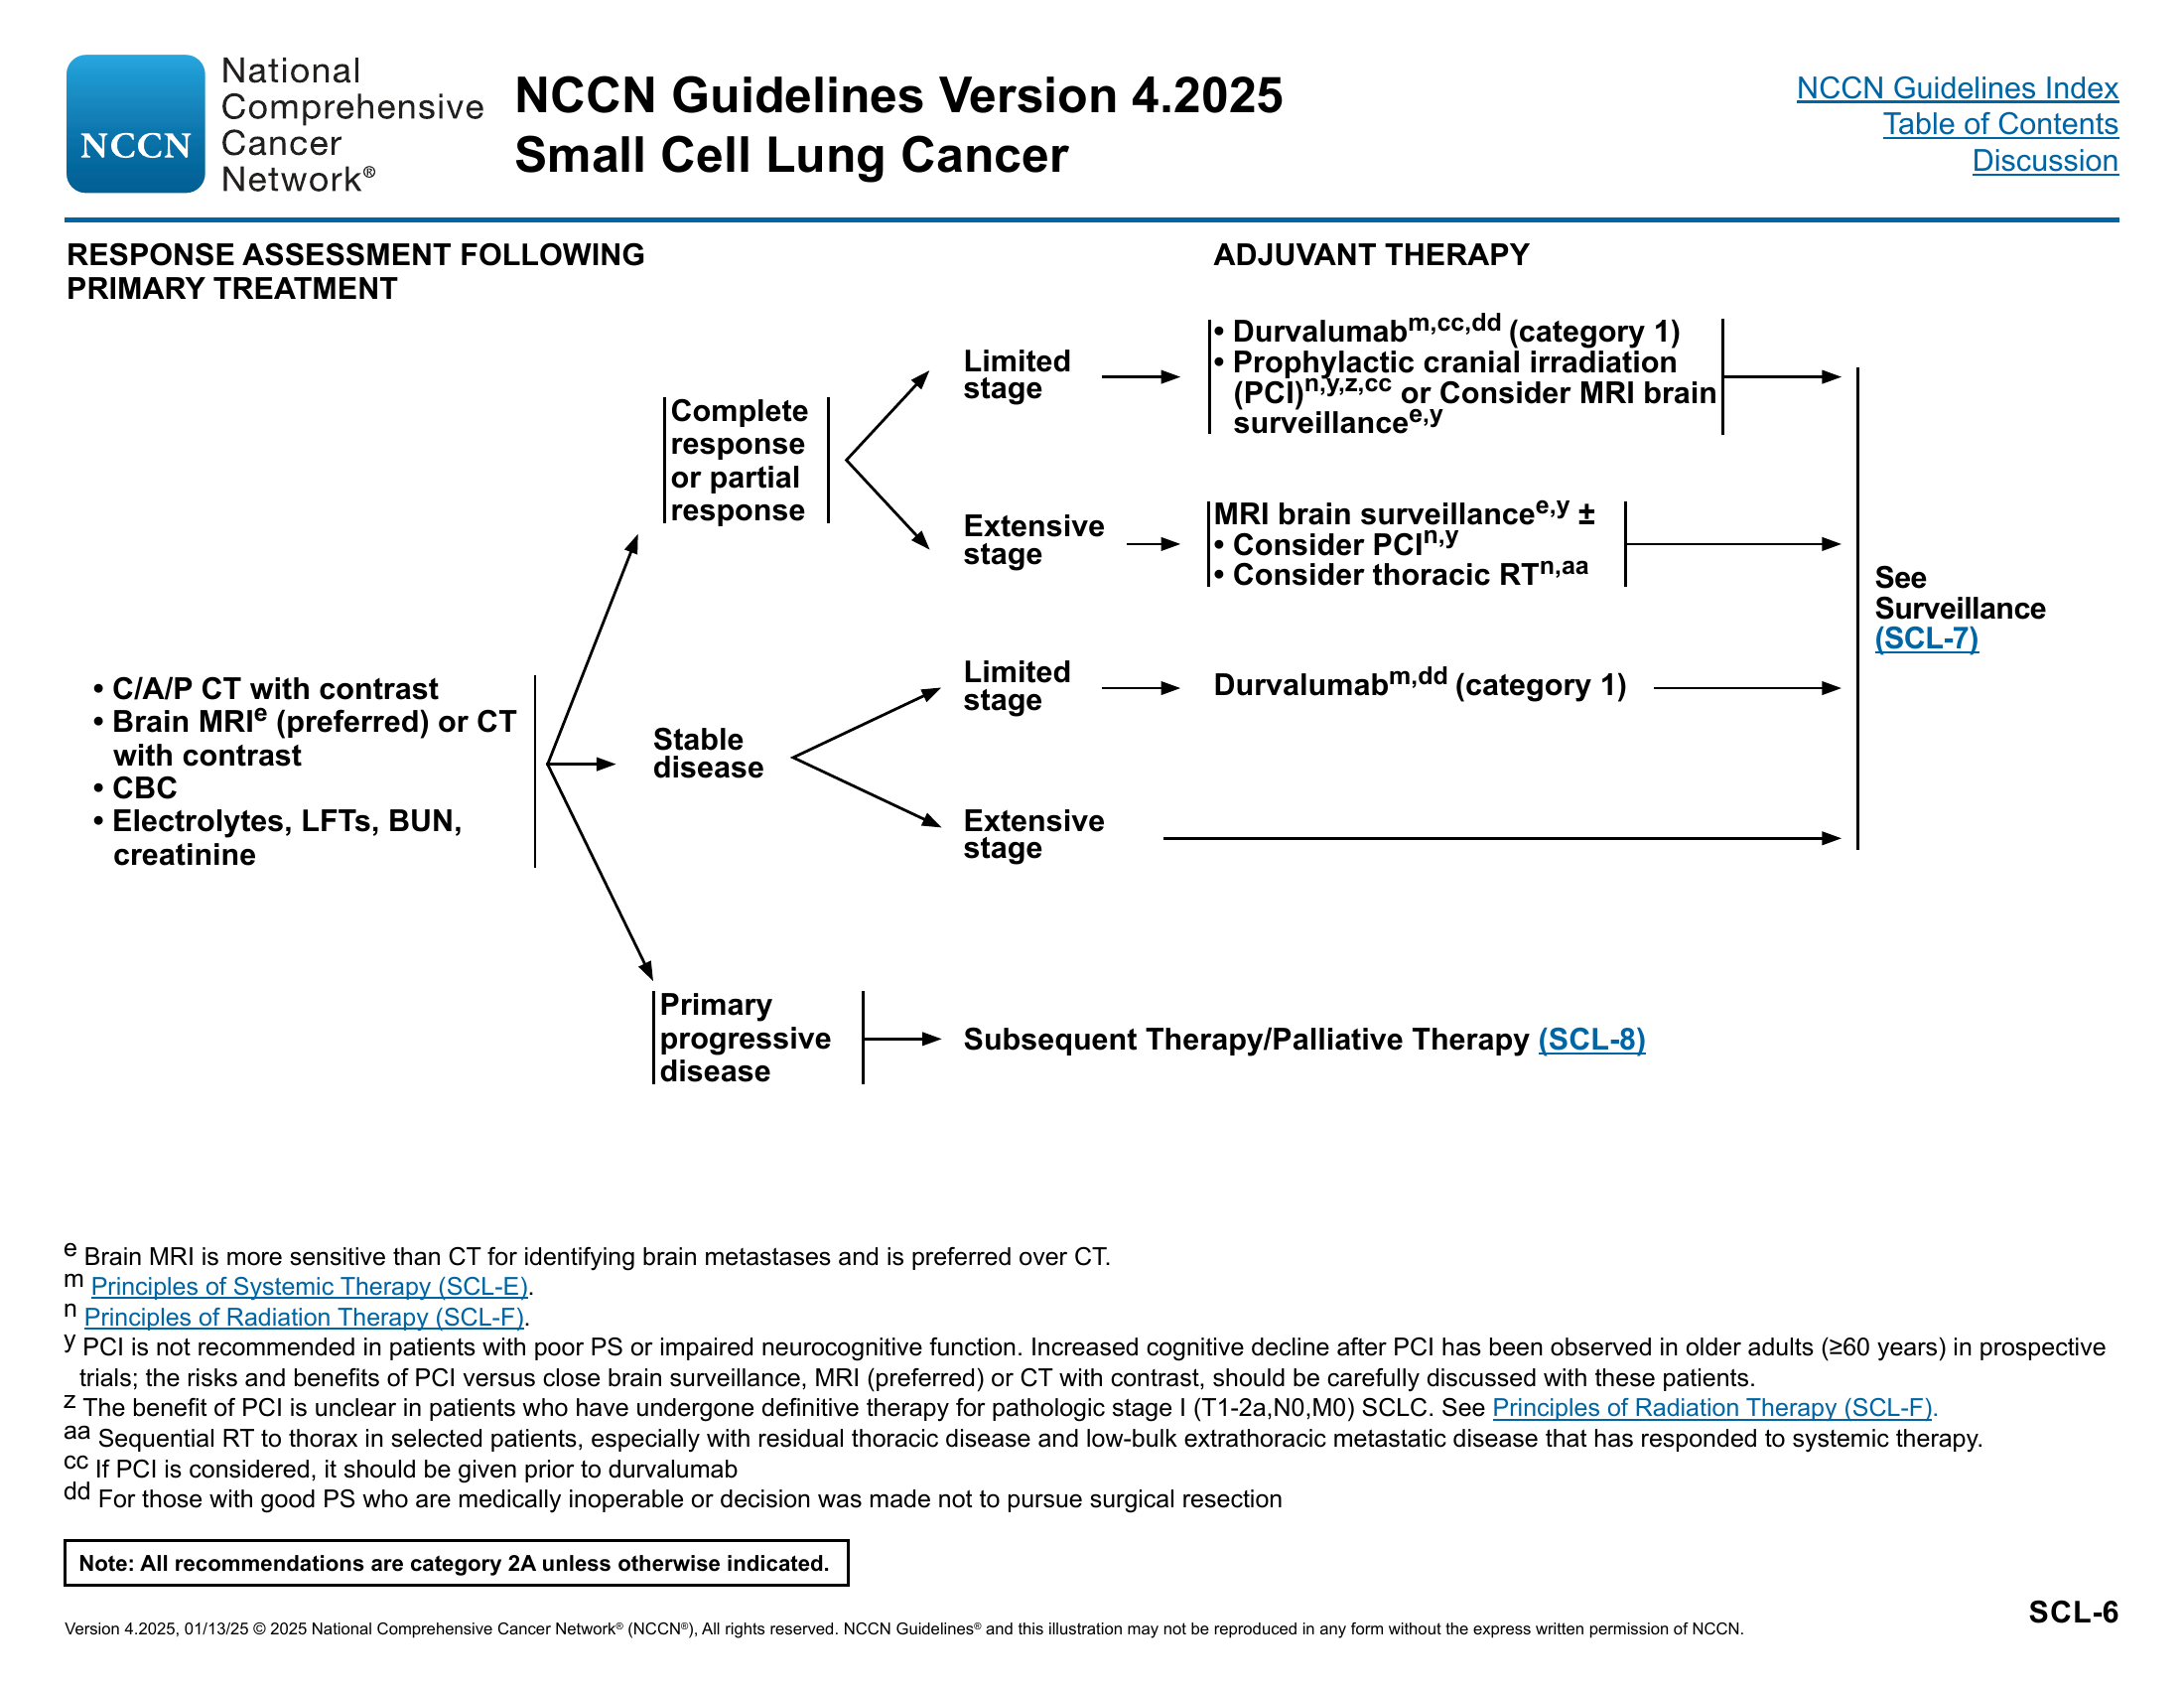 NCCN
National
Comprehensive
Cancer
Network®
NCCN Guidelines Version 4.2025
Small Cell Lung Cancer
NCCN Guidelines Index
Table of Contents
Discussion
RESPONSE ASSESSMENT FOLLOWING
PRIMARY TREATMENT
ADJUVANT THERAPY
• C/A/P CT with contrast
• Brain MRIe (preferred) or CT
with contrast
• CBC
• Electrolytes, LFTs, BUN,
creatinine
Complete
response
or partial
response
Limited
stage
• Durvalumabm,cc,dd (category 1)
• Prophylactic cranial irradiation
(PCI)n,y,z,cc or Consider MRI brain
surveillancee,y
Extensive
stage
MRI brain surveillancee,y ±
• Consider PCIn,y
• Consider thoracic RTn,aa
Stable
disease
Limited
stage
Durvalumabm,dd (category 1)
Extensive
stage
See
Surveillance
(SCL-7)
Primary
progressive
disease
Subsequent Therapy/Palliative Therapy (SCL-8)
e Brain MRI is more sensitive than CT for identifying brain metastases and is preferred over CT.
m Principles of Systemic Therapy (SCL-E).
n Principles of Radiation Therapy (SCL-F).
y PCI is not recommended in patients with poor PS or impaired neurocognitive function. Increased cognitive decline after PCI has been observed in older adults (≥60 years) in prospective
trials; the risks and benefits of PCI versus close brain surveillance, MRI (preferred) or CT with contrast, should be carefully discussed with these patients.
z The benefit of PCI is unclear in patients who have undergone definitive therapy for pathologic stage I (T1-2a,N0,M0) SCLC. See Principles of Radiation Therapy (SCL-F).
aa Sequential RT to thorax in selected patients, especially with residual thoracic disease and low-bulk extrathoracic metastatic disease that has responded to systemic therapy.
cc If PCI is considered, it should be given prior to durvalumab
dd For those with good PS who are medically inoperable or decision was made not to pursue surgical resection
Note: All recommendations are category 2A unless otherwise indicated.
SCL-6
Version 4.2025, 01/13/25 © 2025 National Comprehensive Cancer Network® (NCCN®), All rights reserved. NCCN Guidelines® and this illustration may not be reproduced in any form without the express written permission of NCCN.